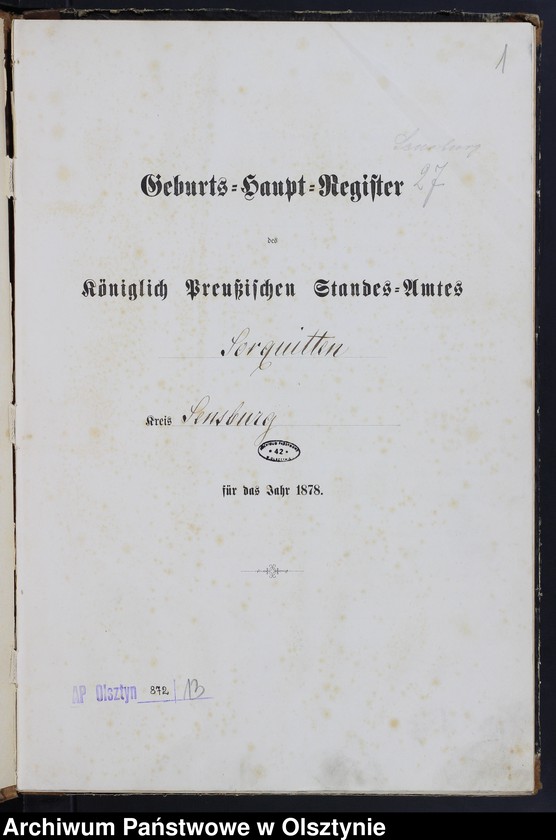 1
Sensburg
27
Geburts=Haupt=Register
des
Königlich Preußischen Standes=Amtes
Sorquitten
Kreis Sensburg
42
für das Jahr 1878.
AP Olsztyn 872 / 13
Archiwum Państwowe w Olsztynie